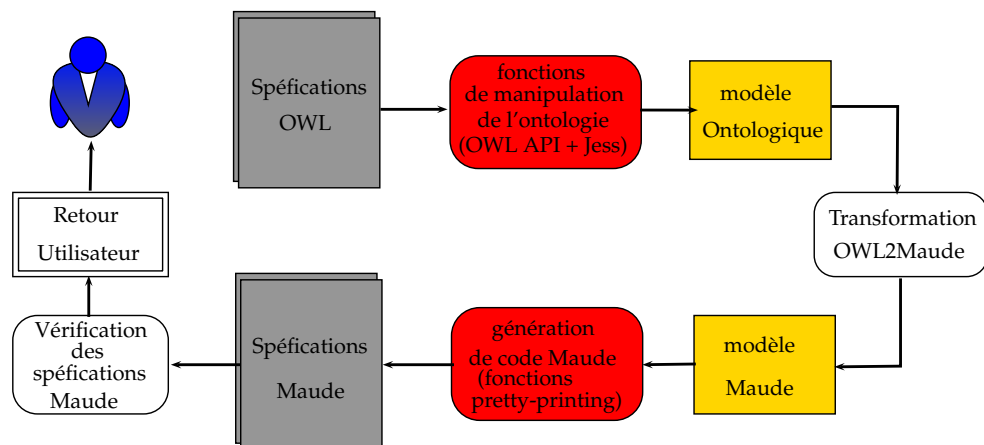 Spéfications
OWL
fonctions
de manipulation
de l'ontologie
(OWL API + Jess)
modèle
Ontologique
Transformation
OWL2Maude
modèle
Maude
génération
de code Maude
(fonctions
pretty-printing)
Spéfications
Maude
Vérification
des
spéfications
Maude
Retour
Utilisateur